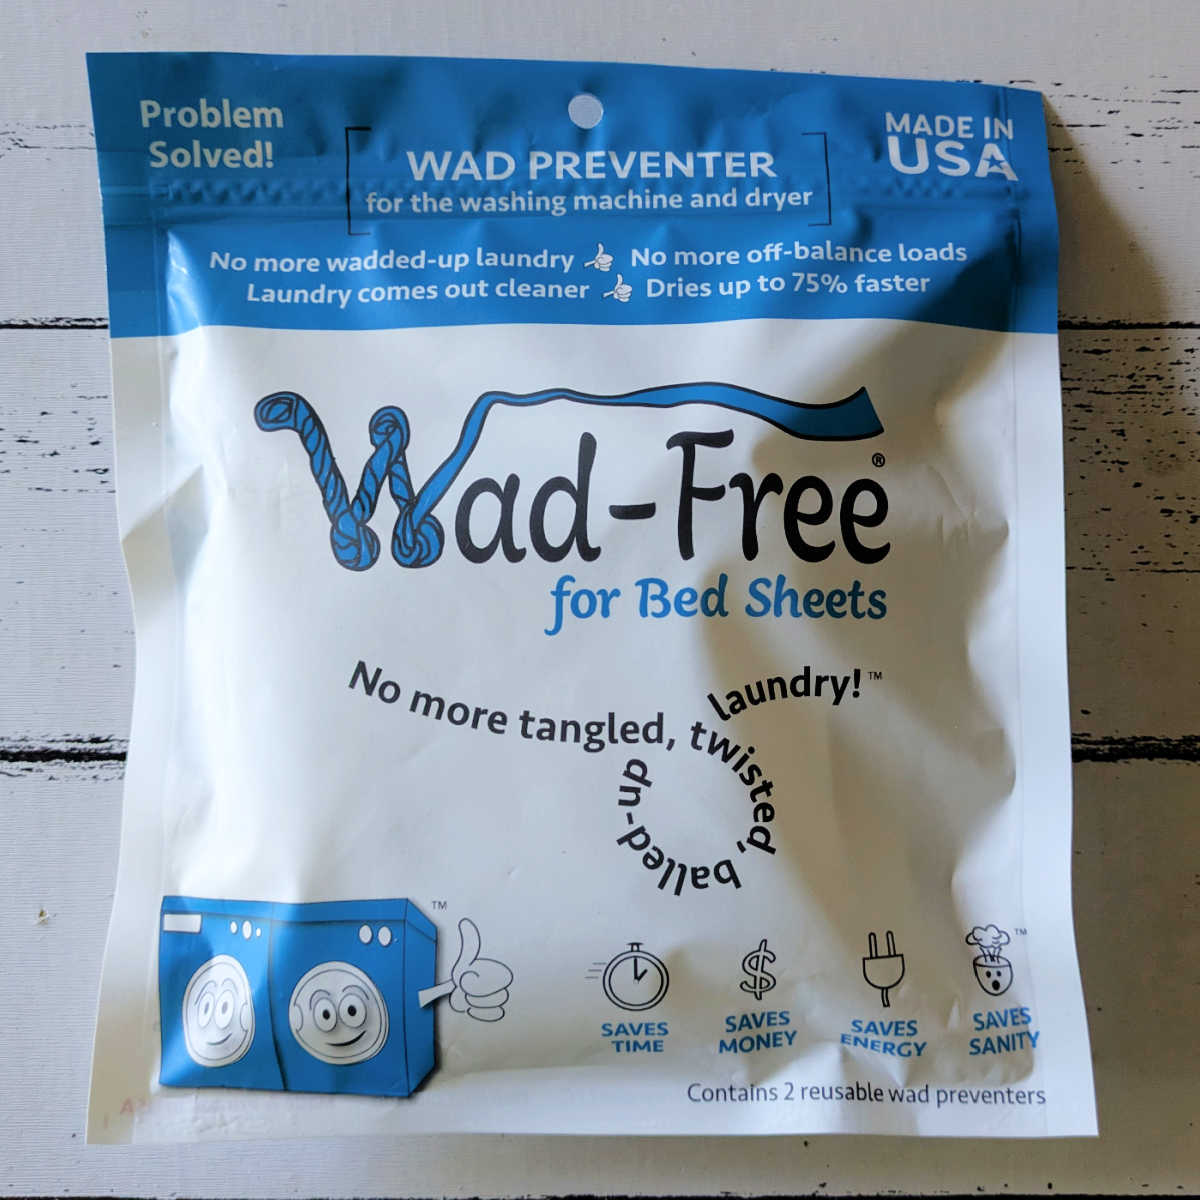 Problem
Solved!
WAD PREVENTER
for the washing machine and dryer
MADE IN
USA
No more wadded-up laundry No more off-balance loads
Laundry comes out cleaner Dries up to 75% faster
Wad-Free®
for Bed Sheets
No more tangled, twisted, balled-up laundry!™
™
SAVES
TIME
SAVES
MONEY
SAVES
ENERGY
™
SAVES
SANITY
Contains 2 reusable wad preventers